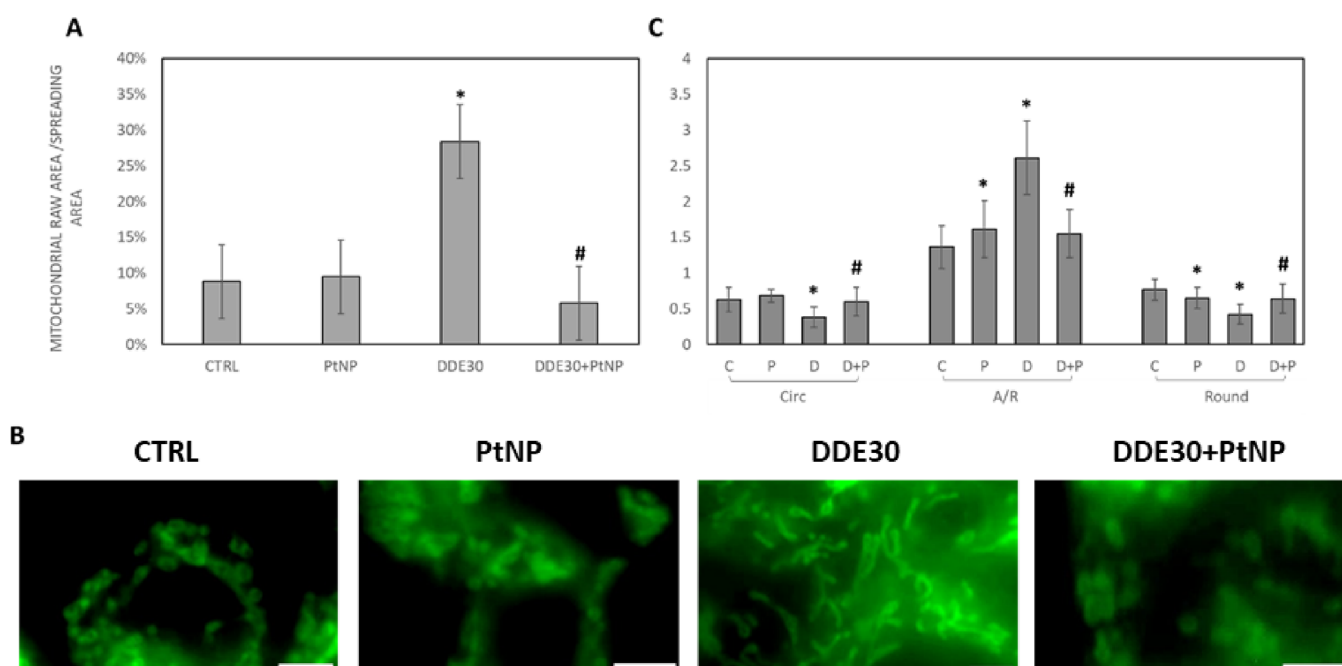 A
MITOCHONDRIAL RAW AREA /SPREADING
AREA
40%
35%
30%
25%
20%
15%
10%
5%
0%
*
#
CTRL
PtNP
DDE30
DDE30+PtNP
C
4
3.5
3
2.5
2
1.5
1
0.5
0
* # * * # * * #
C P D D+P C P D D+P C P D D+P
Circ A/R Round
B
CTRL PtNP DDE30 DDE30+PtNP